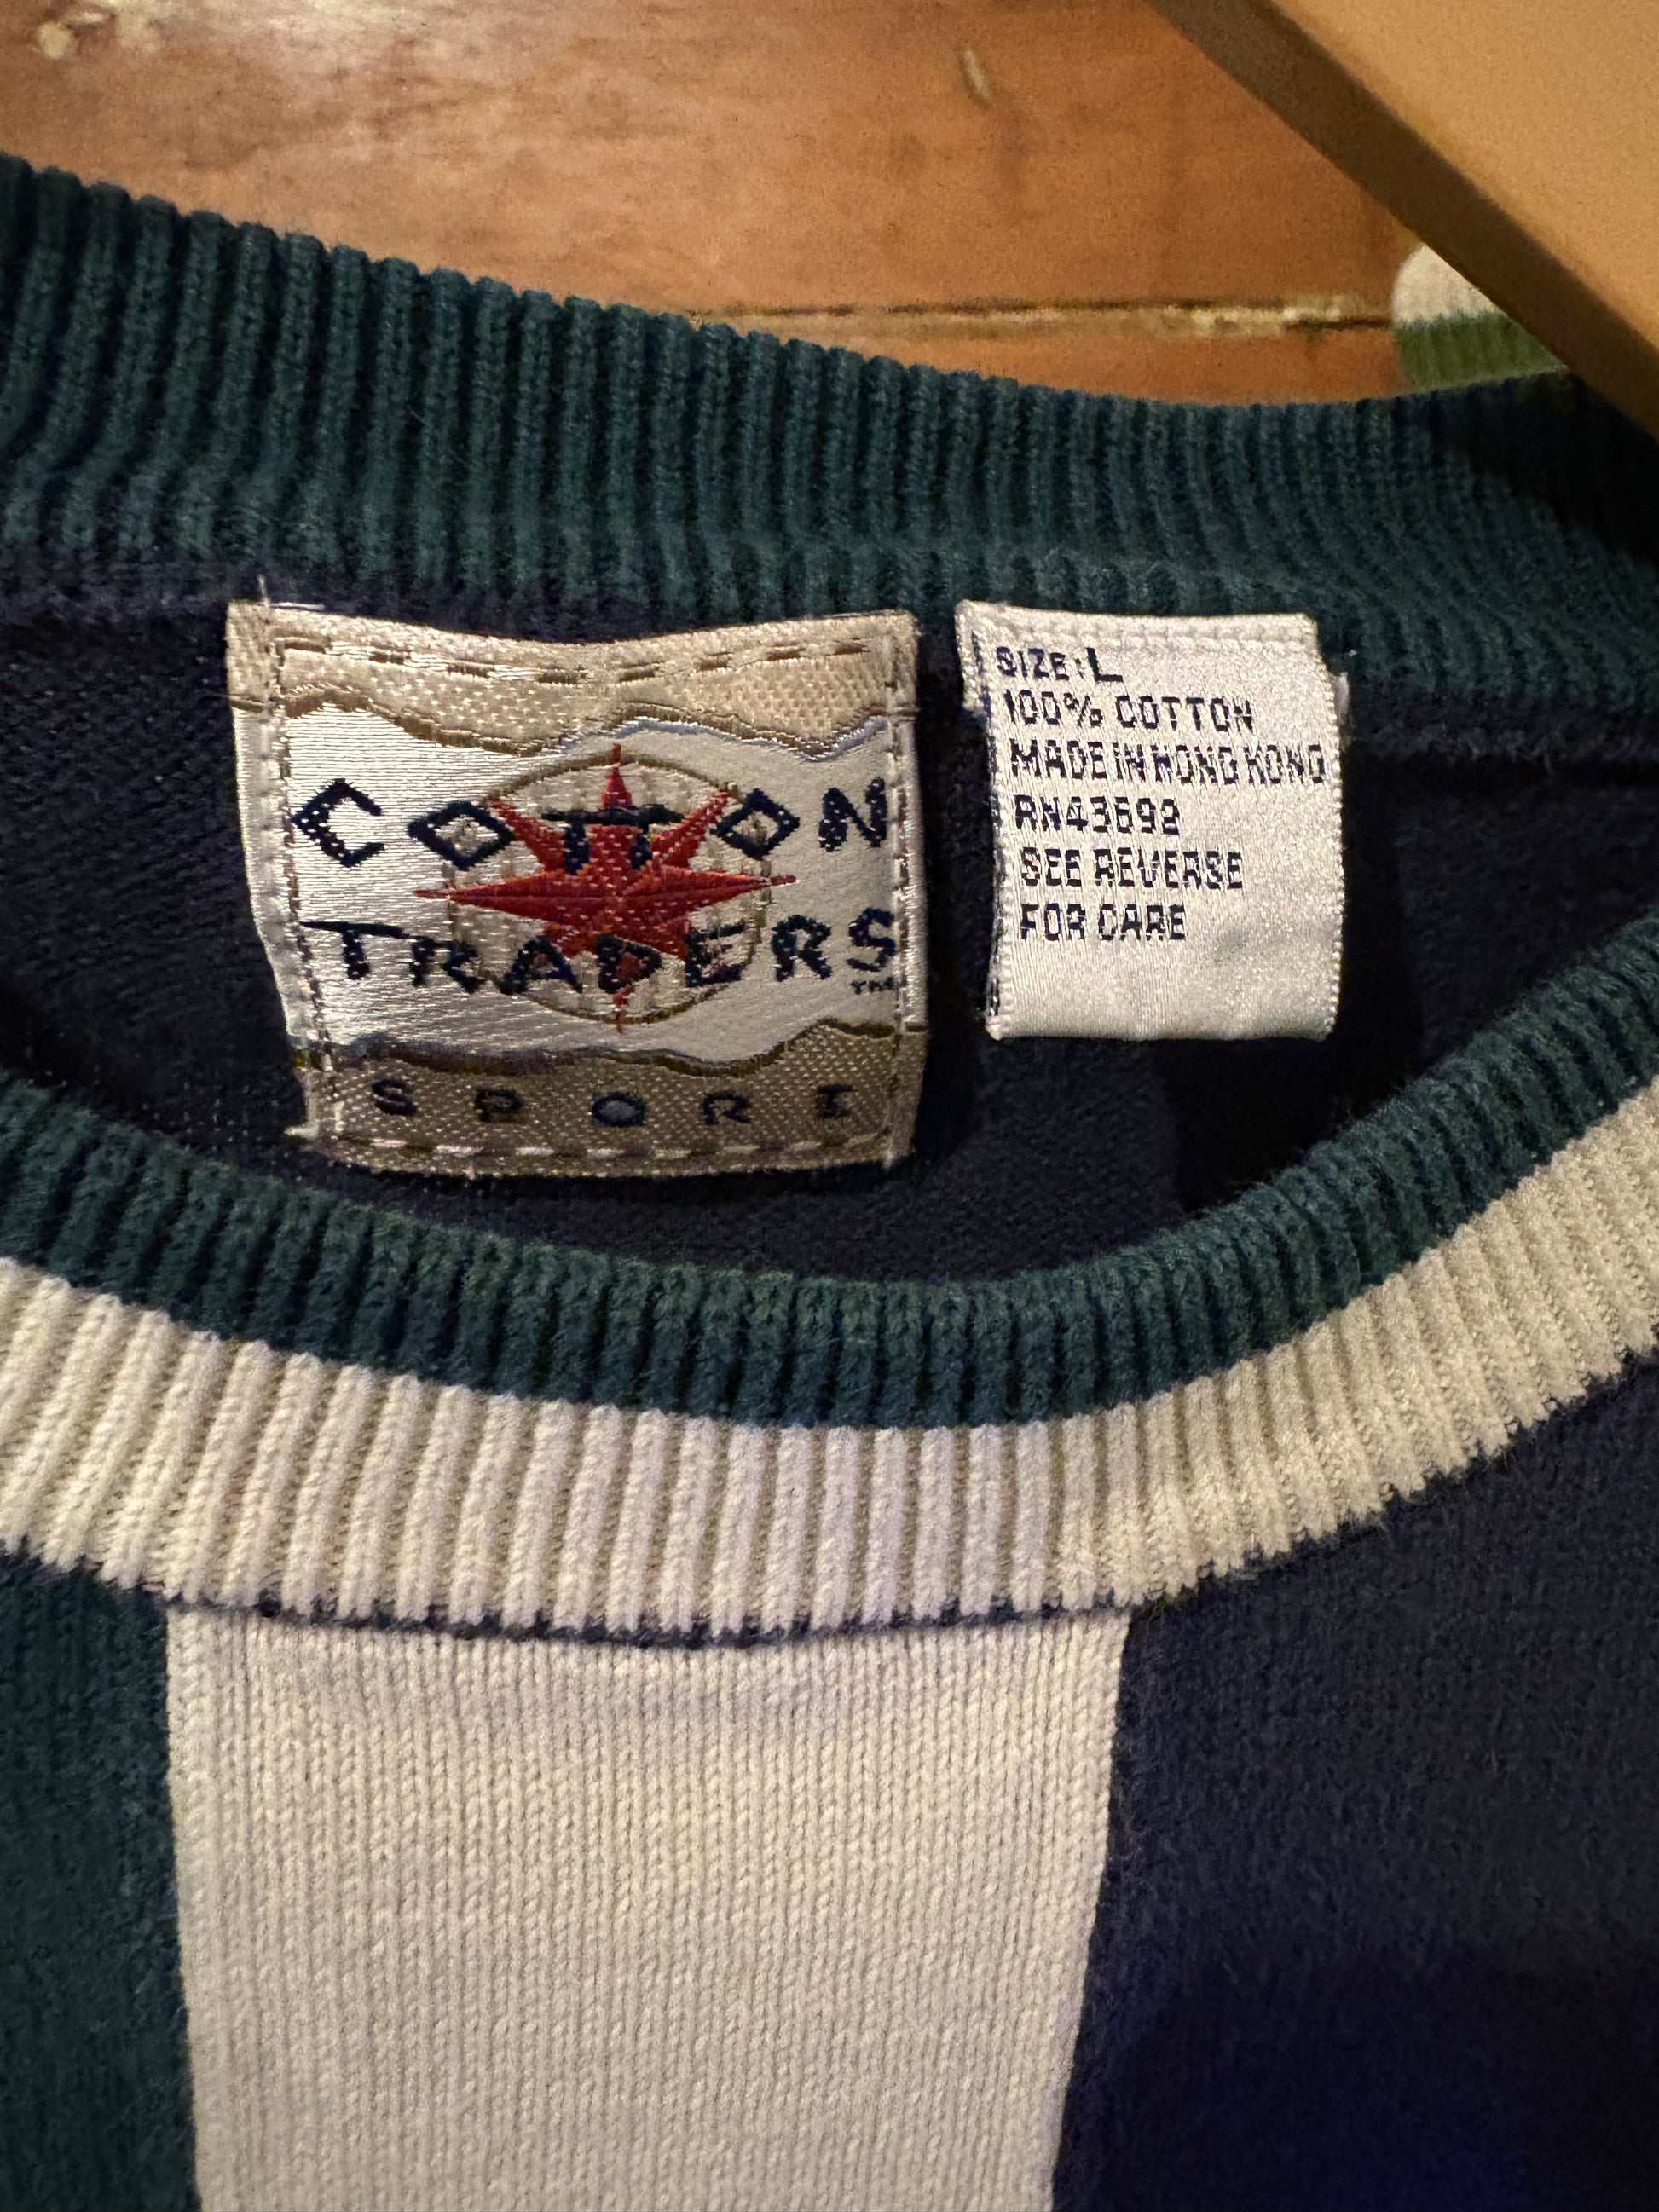 COTTON
TRADERS
TM
SPORT
SIZE: L
100% COTTON
MADE IN HONG KONG
RN43692
SEE REVERSE
FOR CARE